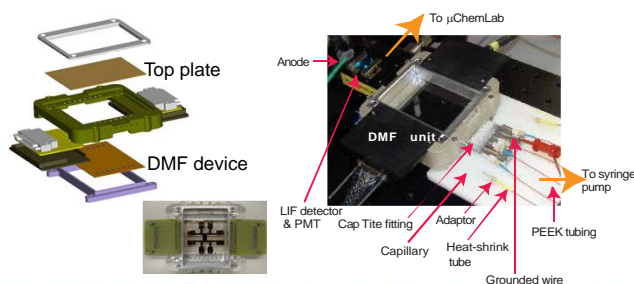 Top plate
DMF device
To µChemLab
Anode
DMF unit
To syringe
pump
LIF detector
& PMT
Cap Tite fitting
Adaptor
Capillary
Heat-shrink
tube
PEEK tubing
Grounded wire